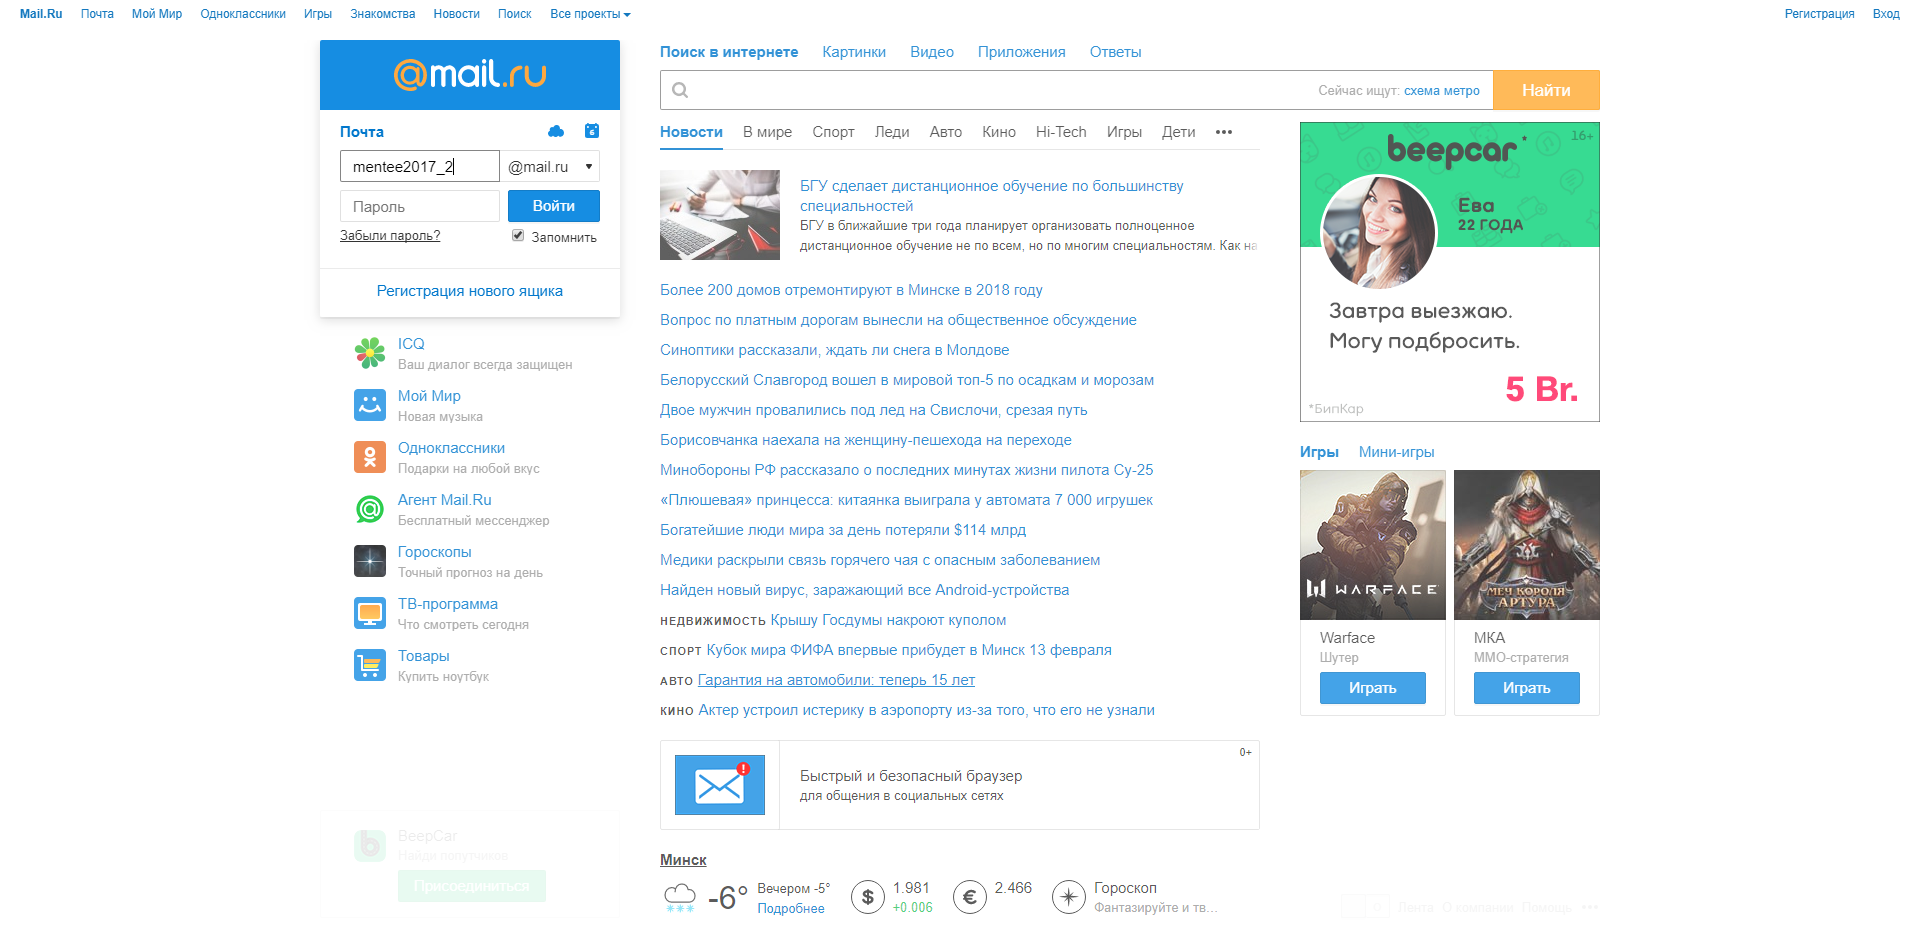 Mail.Ru Почта Мой Мир Одноклассники Игры Знакомства Новости Поиск Все проекты Регистрация Вход
@mail.ru
Почта
6
mentee2017_2 @mail.ru
Пароль Войти
Забыли пароль? Запомнить
Регистрация нового ящика
ICQ
Ваш диалог всегда защищен
Мой Мир
Новая музыка
Одноклассники
Подарки на любой вкус
Агент Mail.Ru
Бесплатный мессенджер
Гороскопы
Точный прогноз на день
ТВ-программа
Что смотреть сегодня
Товары
Купить ноутбук
BeepCar
Найди попутчиков
Присоединиться
Поиск в интернете Картинки Видео Приложения Ответы
Сейчас ищут: схема метро Найти
Новости В мире Спорт Леди Авто Кино Hi-Tech Игры Дети •••
БГУ сделает дистанционное обучение по большинству
специальностей
БГУ в ближайшие три года планирует организовать полноценное
дистанционное обучение не по всем, но по многим специальностям. Как на
Более 200 домов отремонтируют в Минске в 2018 году
Вопрос по платным дорогам вынесли на общественное обсуждение
Синоптики рассказали, ждать ли снега в Молдове
Белорусский Славгород вошел в мировой топ-5 по осадкам и морозам
Двое мужчин провалились под лед на Свислочи, срезая путь
Борисовчанка наехала на женщину-пешехода на переходе
Минобороны РФ рассказало о последних минутах жизни пилота Су-25
«Плюшевая» принцесса: китаянка выиграла у автомата 7 000 игрушек
Богатейшие люди мира за день потеряли $114 млрд
Медики раскрыли связь горячего чая с опасным заболеванием
Найден новый вирус, заражающий все Android-устройства
НЕДВИЖИМОСТЬ Крышу Госдумы накроют куполом
СПОРТ Кубок мира ФИФА впервые прибудет в Минск 13 февраля
АВТО Гарантия на автомобили: теперь 15 лет
КИНО Актер устроил истерику в аэропорту из-за того, что его не узнали
0+
Быстрый и безопасный браузер
для общения в социальных сетях
Минск
-6° Вечером -5° $ 1.981 € 2.466 Гороскоп
Подробнее +0.006 Фантазируйте и тв...
beepcar* 16+
Ева
22 ГОДА
Завтра выезжаю.
Могу подбросить.
5 Br.
*БипКар
Игры Мини-игры
WARFACE
МЕЧ КОРОЛЯ
АРТУРА
Warface МКА
Шутер ММО-стратегия
Играть Играть
Лента О компании Помощь •••